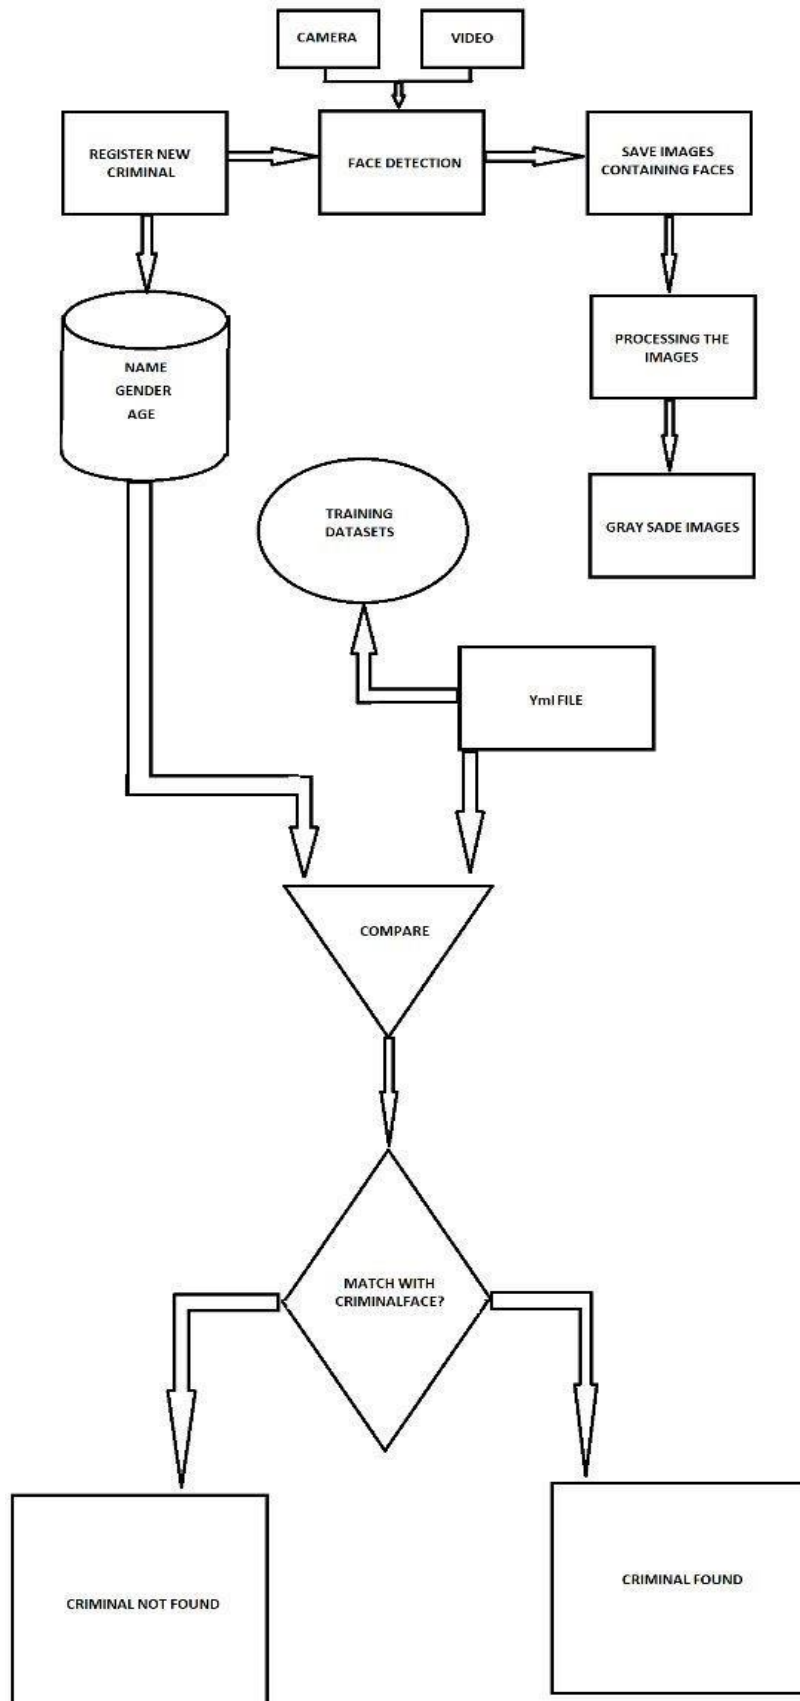 CAMERA
VIDEO
REGISTER NEW
CRIMINAL
FACE DETECTION
SAVE IMAGES
CONTAINING FACES
NAME
GENDER
AGE
PROCESSING THE
IMAGES
TRAINING
DATASETS
GRAY SADE IMAGES
Yml FILE
COMPARE
MATCH WITH
CRIMINALFACE?
CRIMINAL NOT FOUND
CRIMINAL FOUND